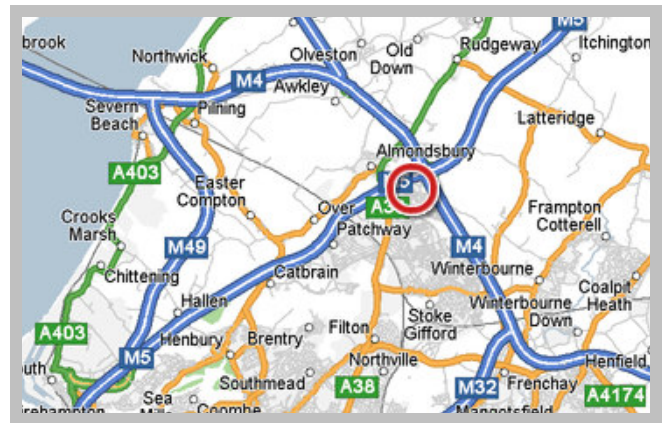 M5
brook
Northwick
Olveston
Old
Down
Rudgeway
Itchington
M4
Awkley
Severn
Beach
Pilning
Latteridge
Almondsbury
A403
Easter
Compton
Over
Patchway
Frampton
Cotterell
Crooks
Marsh
M49
M4
Chittening
Catbrain
Winterbourne
Coalpit
Heath
Hallen
Winterbourne
Down
Stoke
Gifford
A403
Filton
Henbury
Brentry
M5
Northville
Henfield
Southmead
A38
M32
Frenchay
A4174
Sea
Coombe
Mangotsfield